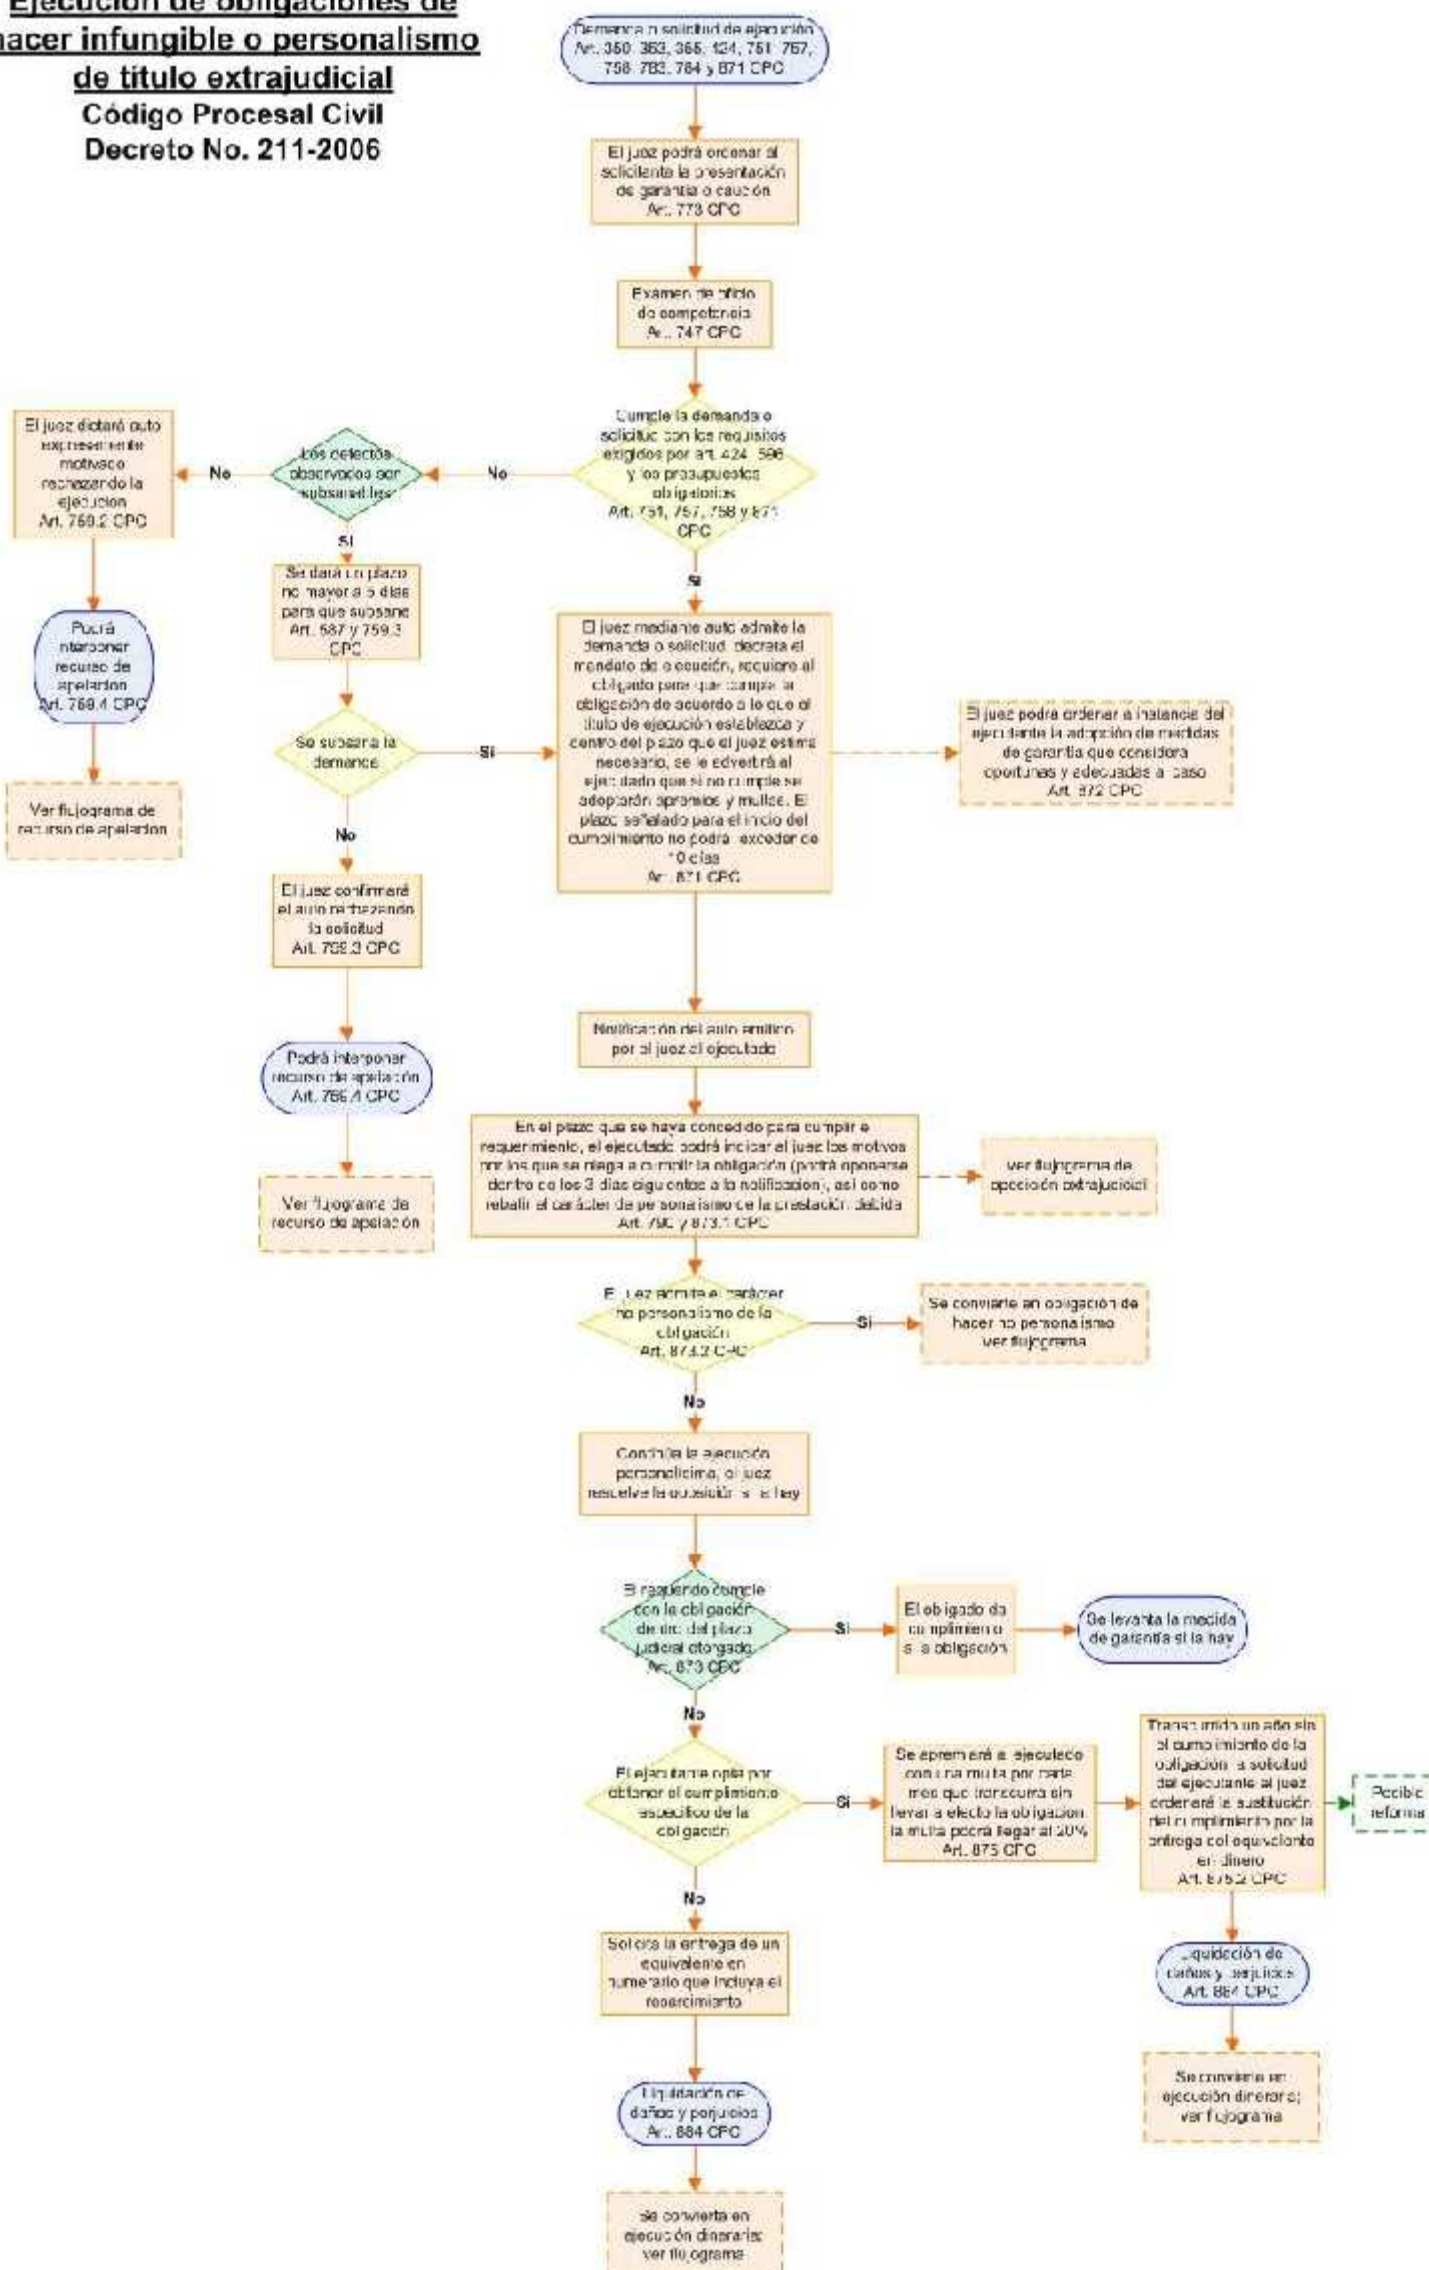 Ejecución de obligaciones de
hacer infungible o personalismo
de título extrajudicial
Código Procesal Civil
Decreto No. 211-2006
Demanda o solicitud de ejecución
Art. 350, 353, 355, 424, 751, 757,
758, 783, 784 y 871 CPC
El juez podrá ordenar al
solicitante la presentación
de garantía o caución
Art. 773 CPC
Examen de oficio
de competencia
Art. 747 CPC
Cumple la demanda o
solicitud con los requisitos
exigidos por art. 424, 596
y los presupuestos
obligatorios
Art. 751, 757, 758 y 871
CPC
No
Los defectos
observados son
subsanables
No
El juez dictará auto
expresamente
motivado
rechazando la
ejecución
Art. 759.2 CPC
Podrá
interponer
recurso de
apelación
Art. 759.4 CPC
Ver flujograma de
recurso de apelación
Si
Se dará un plazo
no mayor a 5 días
para que subsane
Art. 587 y 759.3
CPC
Se subsana la
demanda
Si
No
El juez confirmará
el auto rechazando
la solicitud
Art. 759.3 CPC
Podrá interponer
recurso de apelación
Art. 759.4 CPC
Ver flujograma de
recurso de apelación
Si
El juez mediante auto admite la
demanda o solicitud, decreta el
mandato de ejecución, requiere al
obligado para que cumpla la
obligación de acuerdo a lo que el
título de ejecución establezca y
dentro del plazo que el juez estima
necesario, se le advertirá al
ejecutado que si no cumple se
adoptarán apremios y multas. El
plazo señalado para el inicio del
cumplimiento no podrá exceder de
10 días
Art. 871 CPC
El juez podrá ordenar a instancia del
ejecutante la adopción de medidas
de garantía que considera
oportunas y adecuadas al caso
Art. 872 CPC
Notificación del auto emitido
por el juez al ejecutado
En el plazo que se haya concedido para cumplir el
requerimiento, el ejecutado podrá indicar al juez los motivos
por los que se niega a cumplir la obligación (podrá oponerse
dentro de los 3 días siguientes a la notificación), así como
rebatir el carácter de personalismo de la prestación debida
Art. 790 y 873.1 CPC
ver flujograma de
oposición extrajudicial
El juez admite el carácter
no personalismo de la
obligación
Art. 873.2 CPC
Si
Se convierte en obligación de
hacer no personalismo
ver flujograma
No
Continúa la ejecución
personalísima, el juez
resuelve la oposición si la hay
El requerido cumple
con la obligación
dentro del plazo
judicial otorgado
Art. 873 CPC
Si
El obligado da
cumplimiento
a la obligación
Se levanta la medida
de garantía si la hay
No
El ejecutante opta por
obtener el cumplimiento
específico de la
obligación
Si
Se apremiará al ejecutado
con una multa por cada
mes que transcurra sin
llevar a efecto la obligación
la multa podrá llegar al 20%
Art. 875 CPC
Transcurrido un año sin
el cumplimiento de la
obligación a solicitud
del ejecutante el juez
ordenará la sustitución
del cumplimiento por la
entrega del equivalente
en dinero
Art. 875.2 CPC
Posible
reforma
Liquidación de
daños y perjuicios
Art. 884 CPC
Se convierte en
ejecución dineraria;
ver flujograma
No
Solicita la entrega de un
equivalente en
numerario que incluya el
resarcimiento
Liquidación de
daños y perjuicios
Art. 884 CPC
Se convierte en
ejecución dineraria;
ver flujograma